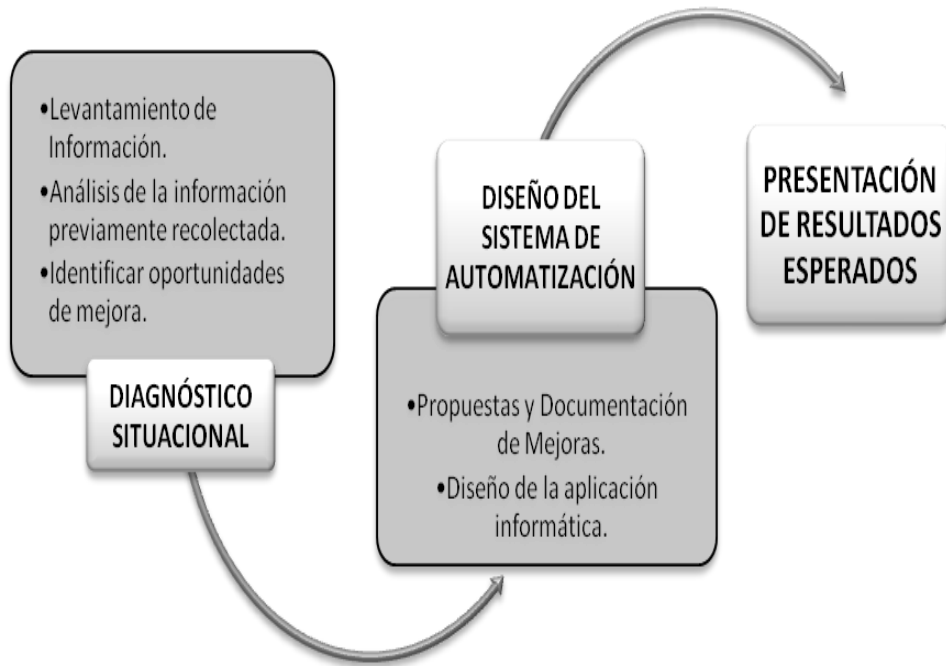 •Levantamiento de
Información.
•Análisis de la información
previamente recolectada.
•Identificar oportunidades
de mejora.
DIAGNÓSTICO
SITUACIONAL
DISEÑO DEL
SISTEMA DE
AUTOMATIZACIÓN
•Propuestas y Documentación
de Mejoras.
•Diseño de la aplicación
informática.
PRESENTACIÓN
DE RESULTADOS
ESPERADOS